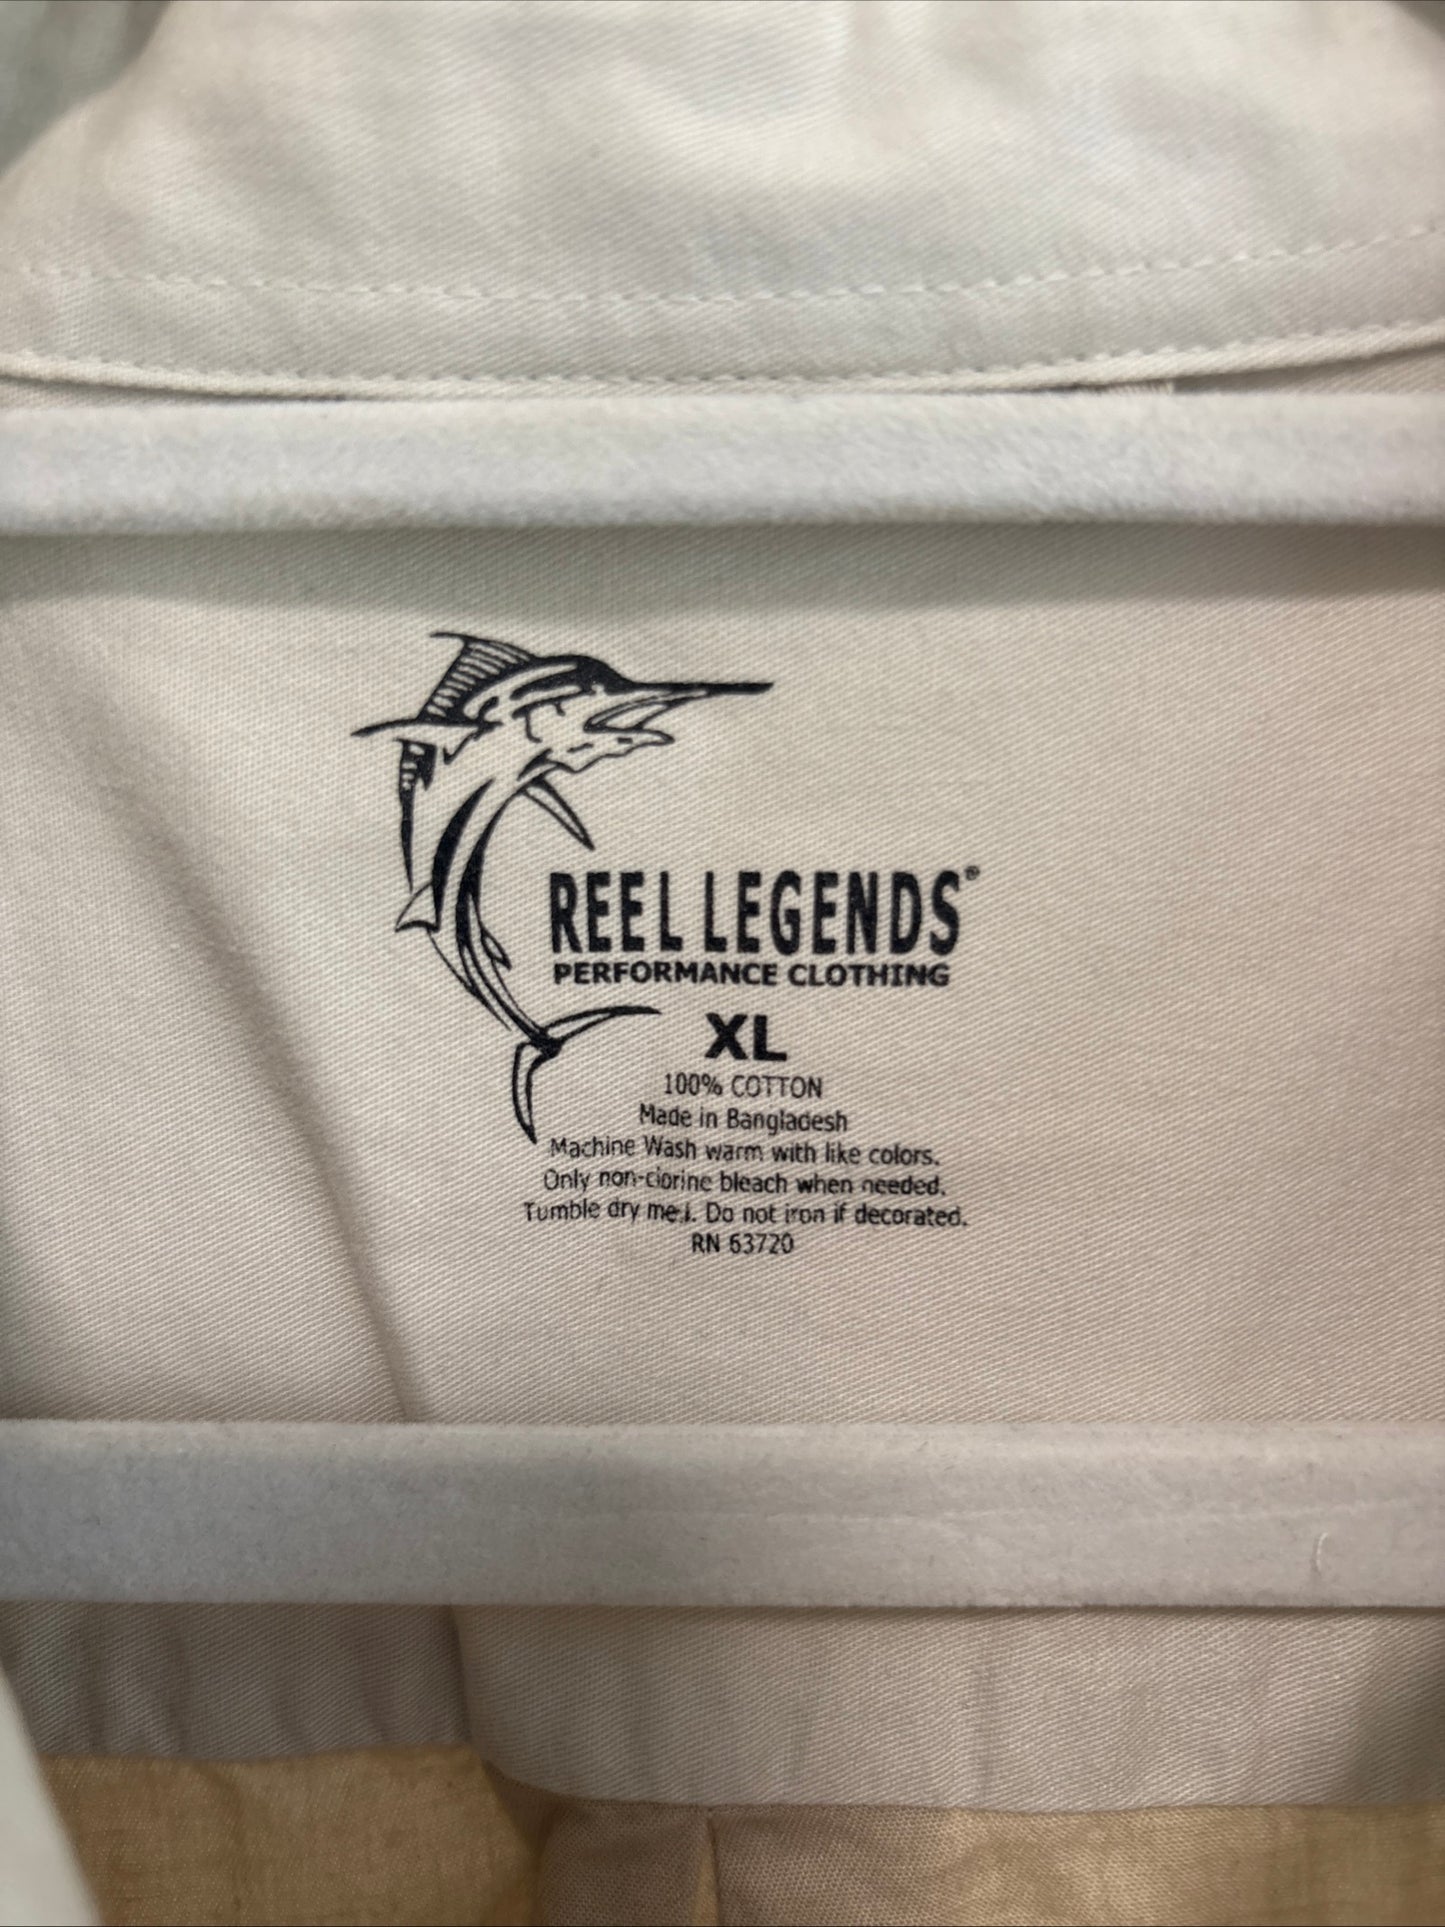 REEL LEGENDS®
PERFORMANCE CLOTHING
XL
100% COTTON
Made in Bangladesh
Machine Wash warm with like colors.
Only non-clorine bleach when needed.
Tumble dry med. Do not iron if decorated.
RN 63720